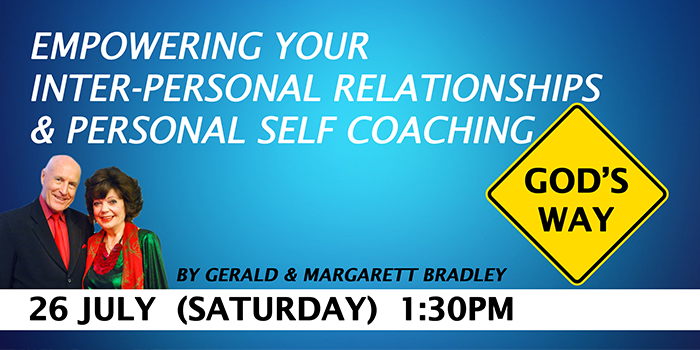 EMPOWERING YOUR
INTER-PERSONAL RELATIONSHIPS
& PERSONAL SELF COACHING
GOD'S
WAY
BY GERALD & MARGARETT BRADLEY
26 JULY (SATURDAY) 1:30PM